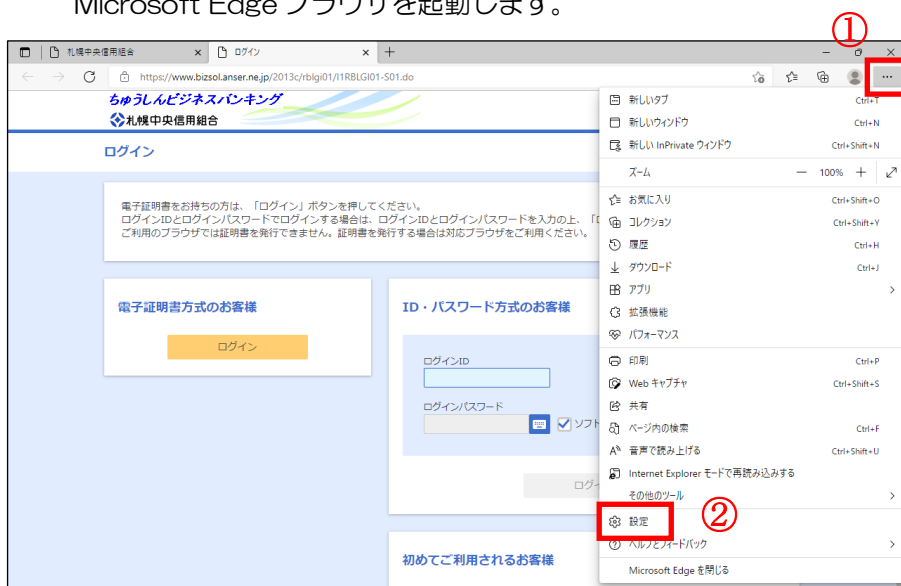 Microsoft Edge ブラウザを起動します。
①
札幌中央信用組合 × ログイン × +
https://www.bizsol.anser.ne.jp/2013c/rblgi01/I1RBLGI01-S01.do
ちゅうしんビジネスバンキング
札幌中央信用組合
ログイン
電子証明書をお持ちの方は、「ログイン」ボタンを押してください。
ログインIDとログインパスワードでログインする場合は、ログインIDとログインパスワードを入力の上、「ロ
ご利用のブラウザでは証明書を発行できません。証明書を発行する場合は対応ブラウザをご利用ください。
電子証明書方式のお客様
ログイン
ID・パスワード方式のお客様
ログインID
ログインパスワード
ソフト
ログイ
初めてご利用されるお客様
新しいタブ Ctrl+T
新しいウィンドウ Ctrl+N
新しい InPrivate ウィンドウ Ctrl+Shift+N
ズーム — 100% +
お気に入り Ctrl+Shift+O
コレクション Ctrl+Shift+Y
履歴 Ctrl+H
ダウンロード Ctrl+J
アプリ
拡張機能
パフォーマンス
印刷 Ctrl+P
Web キャプチャ Ctrl+Shift+S
共有
ページ内の検索 Ctrl+F
音声で読み上げる Ctrl+Shift+U
Internet Explorer モードで再読み込みする
その他のツール
設定
②
ヘルプとフィードバック
Microsoft Edge を閉じる